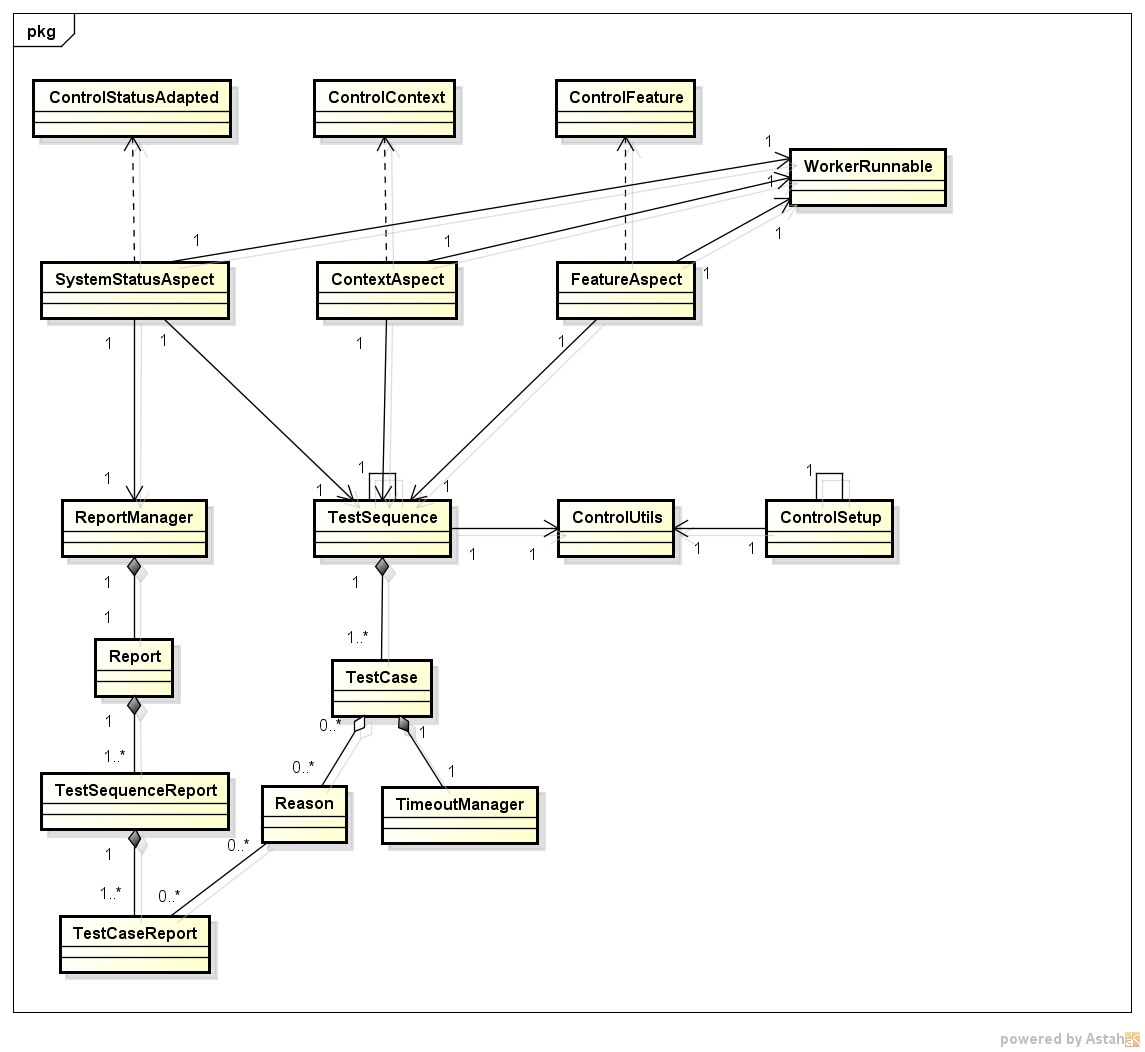 pkg
ControlStatusAdapted
ControlContext
ControlFeature
1
WorkerRunnable
1
1
1
1
1
SystemStatusAspect
ContextAspect
FeatureAspect
1
1
1
1
1
1
1
1
1
ReportManager
TestSequence
ControlUtils
ControlSetup
1
1
1
1
1
1
1
1..*
Report
TestCase
1
0..*
1
1..*
0..*
1
TestSequenceReport
Reason
TimeoutManager
1
0..*
1..*
0..*
TestCaseReport
powered by Astah